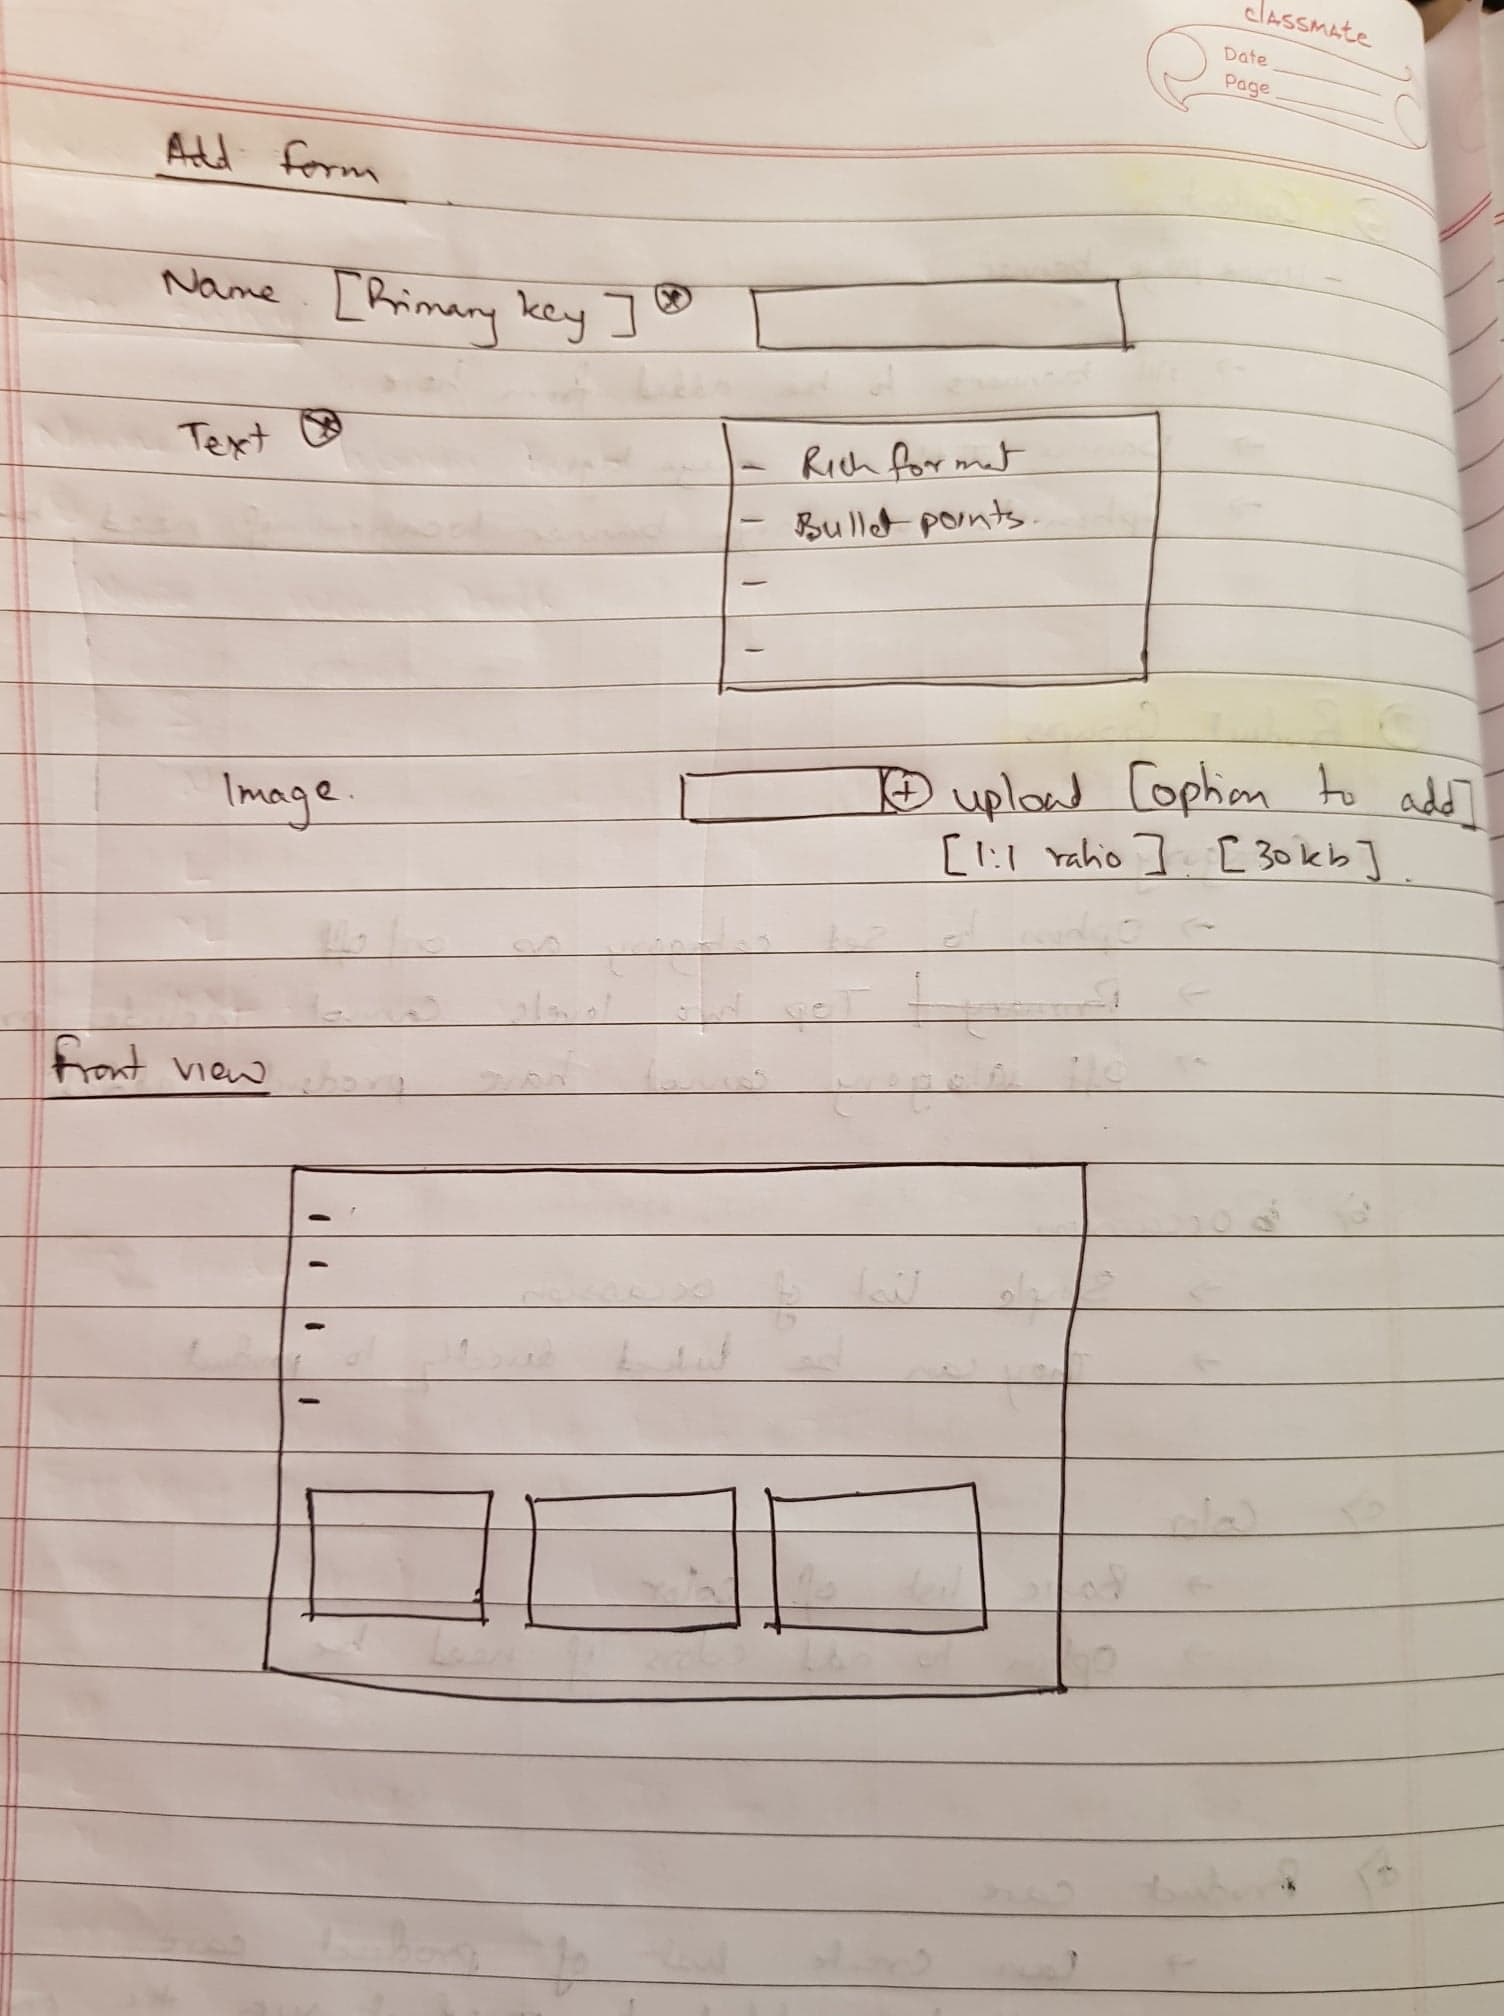 classmate
Date
Page
Add form
Name [Primary key] *
Text *
- Rich format
- Bullet points.
-
-
Image.
+ upload [option to add]
[1:1 ratio]. [30kb].
Front view
-
-
-
-